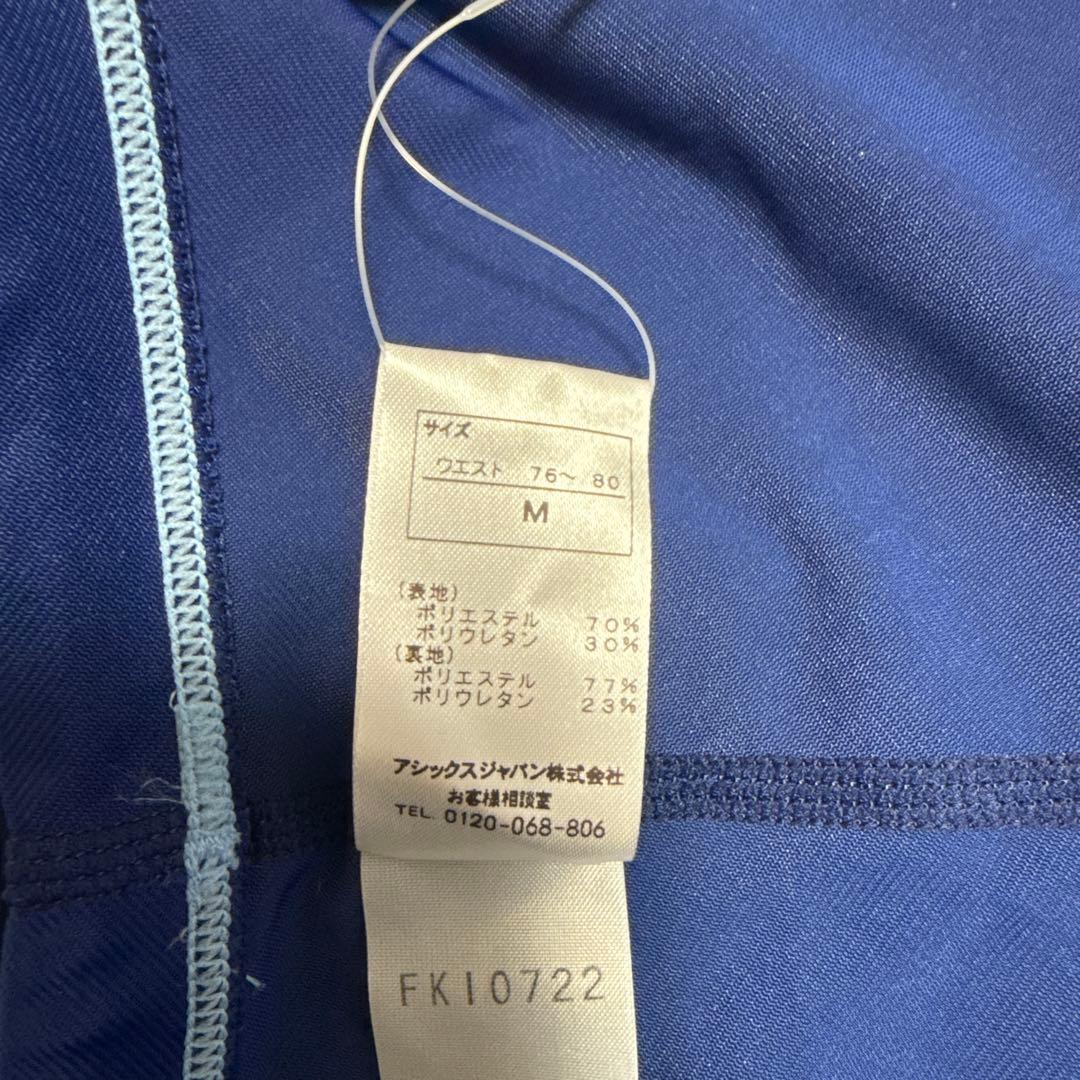 サイズ
ウエスト 76〜 80
M
(表地)
ポリエステル 70%
ポリウレタン 30%
(裏地)
ポリエステル 77%
ポリウレタン 23%
アシックスジャパン株式会社
お客様相談室
TEL. 0120-068-806
FK10722